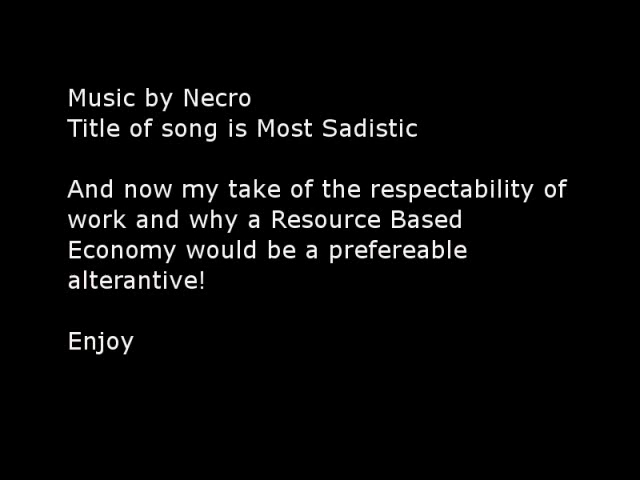 Music by Necro
Title of song is Most Sadistic
And now my take of the respectability of
work and why a Resource Based
Economy would be a prefereable
alterantive!
Enjoy